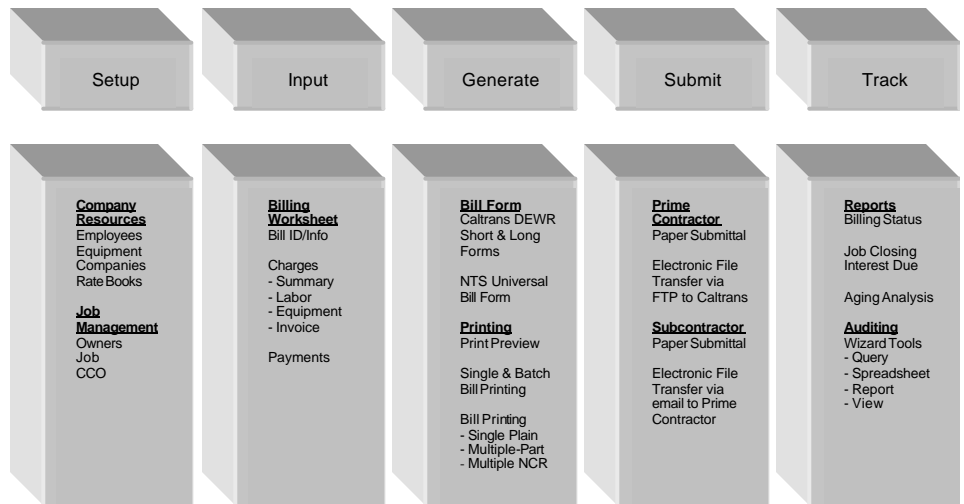 Setup
Input
Generate
Submit
Track
Company
Resources
Employees
Equipment
Companies
Rate Books
Job
Management
Owners
Job
CCO
Billing
Worksheet
Bill ID/Info
Charges
- Summary
- Labor
- Equipment
- Invoice
Payments
Bill Form
Caltrans DEWR
Short & Long
Forms
NTS Universal
Bill Form
Printing
Print Preview
Single & Batch
Bill Printing
Bill Printing
- Single Plain
- Multiple-Part
- Multiple NCR
Prime
Contractor
Paper Submittal
Electronic File
Transfer via
FTP to Caltrans
Subcontractor
Paper Submittal
Electronic File
Transfer via
email to Prime
Contractor
Reports
Billing Status
Job Closing
Interest Due
Aging Analysis
Auditing
Wizard Tools
- Query
- Spreadsheet
- Report
- View